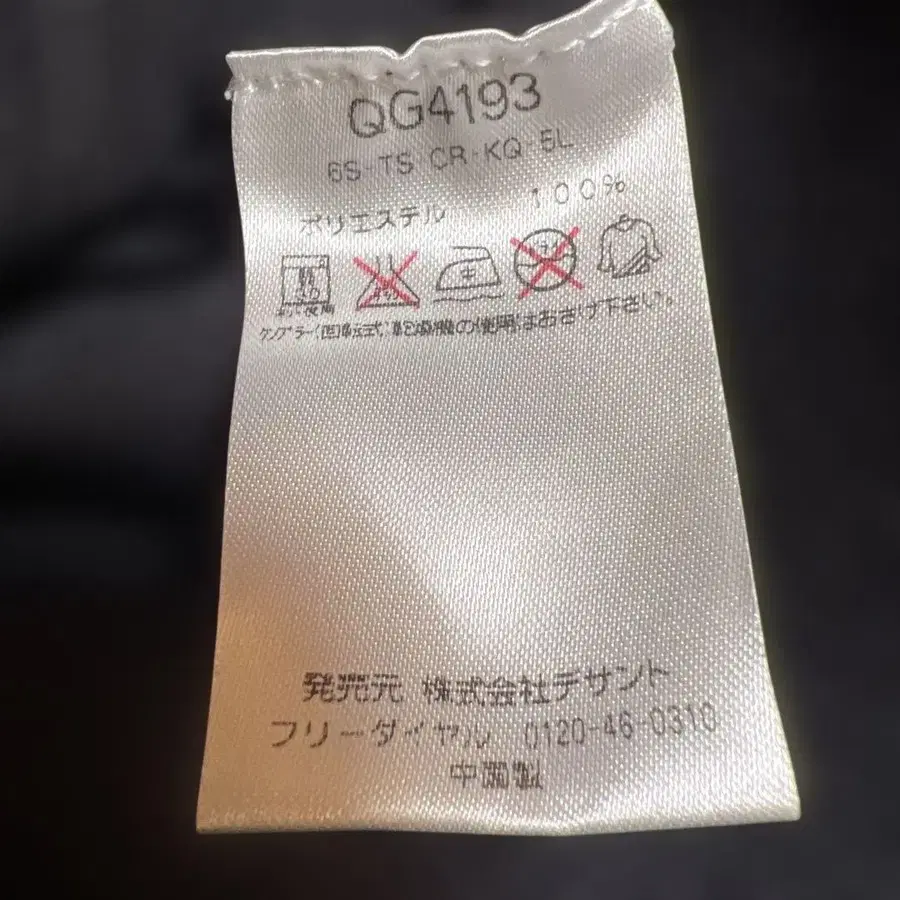 QG4193
6S-TS CR-KQ 5L
ポリエステル 100%
中
タンブラー(回転式)乾燥機の使用はおさけ下さい。
発売元 株式会社デサント
フリーダイヤル 0120-46-0310
中国製